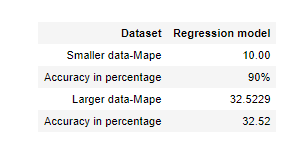 Dataset Regression model
Smaller data-Mape 10.00
Accuracy in percentage 90%
Larger data-Mape 32.5229
Accuracy in percentage 32.52